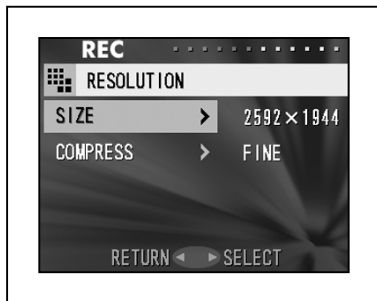 REC
RESOLUTION
SIZE > 2592×1944
COMPRESS > FINE
RETURN ◀ ▶ SELECT